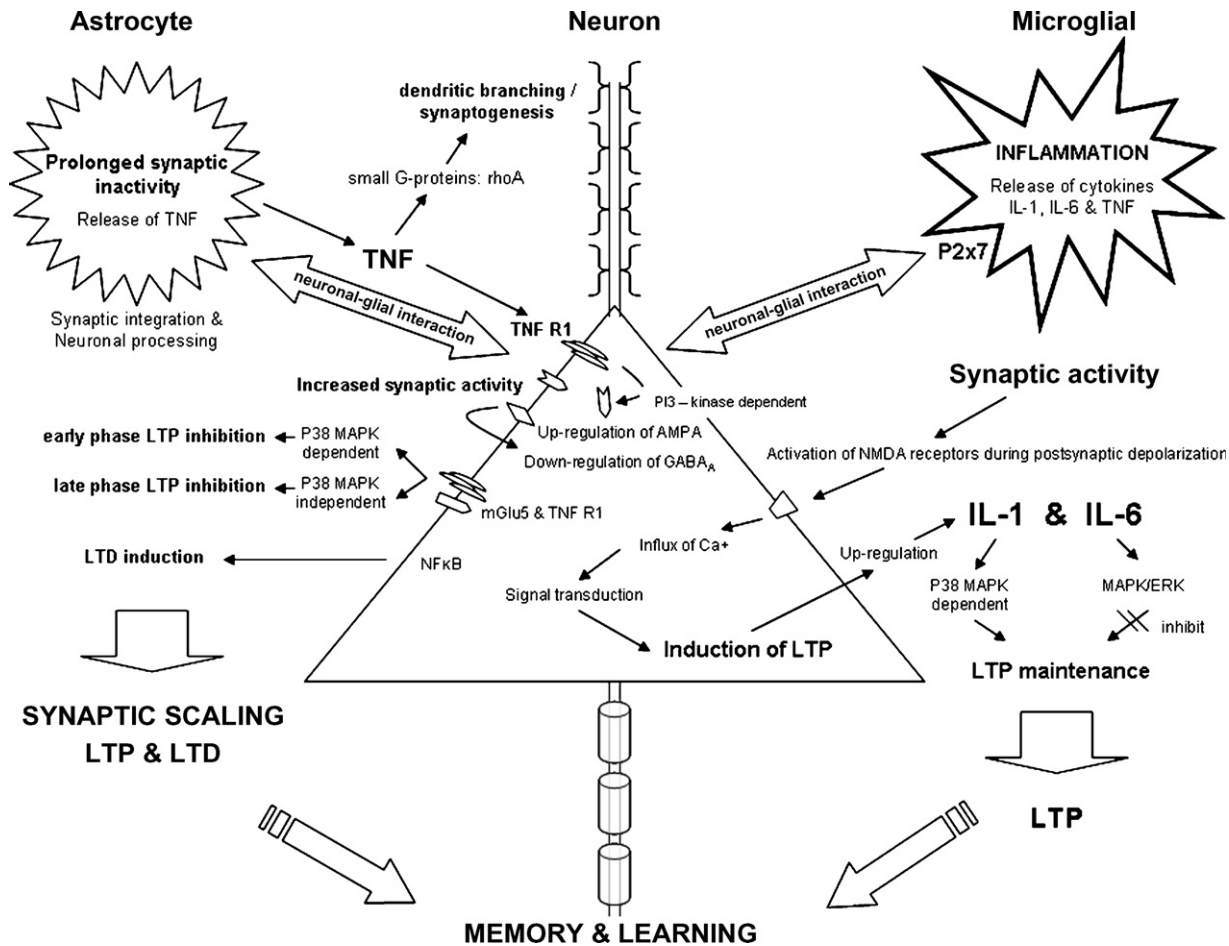 Astrocyte
Neuron
Microglial
dendritic branching /
synaptogenesis
Prolonged synaptic
inactivity
Release of TNF
small G-proteins: rhoA
TNF
INFLAMMATION
Release of cytokines
IL-1, IL-6 & TNF
P2x7
neuronal-glial interaction
neuronal-glial interaction
Synaptic integration &
Neuronal processing
TNF R1
Increased synaptic activity
PI3 – kinase dependent
Up-regulation of AMPA
Down-regulation of GABAA
early phase LTP inhibition
P38 MAPK
dependent
late phase LTP inhibition
P38 MAPK
independent
mGlu5 & TNF R1
LTD induction
NFκB
Synaptic activity
Activation of NMDA receptors during postsynaptic depolarization
Influx of Ca+
Signal transduction
Induction of LTP
Up-regulation
IL-1 & IL-6
P38 MAPK
dependent
MAPK/ERK
inhibit
LTP maintenance
SYNAPTIC SCALING
LTP & LTD
LTP
MEMORY & LEARNING